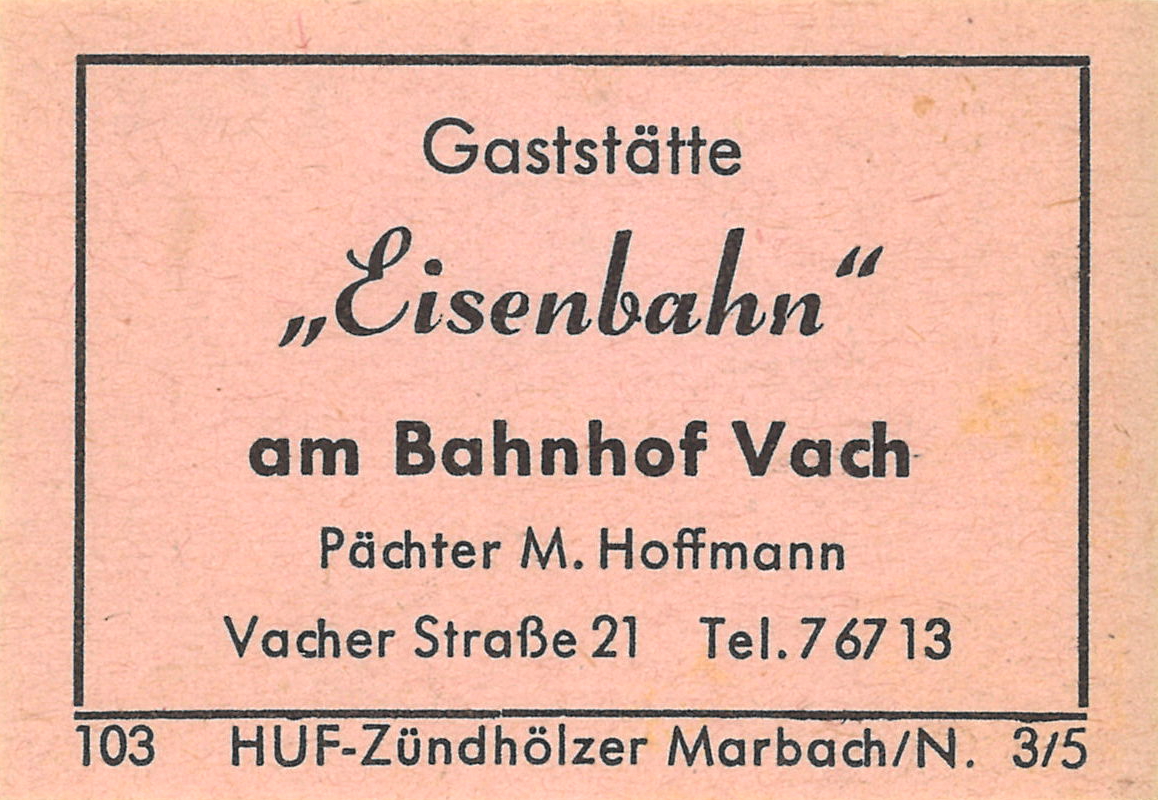 Gaststätte
„Eisenbahn“
am Bahnhof Vach
Pächter M. Hoffmann
Vacher Straße 21 Tel. 7 67 13
103 HUF-Zündhölzer Marbach/N. 3/5